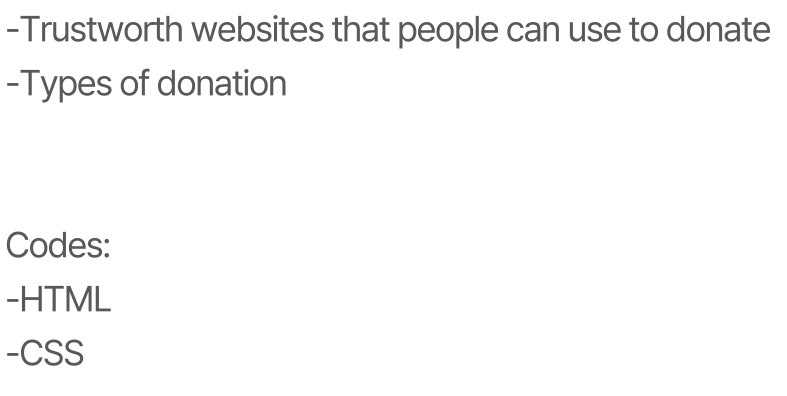 -Trustworth websites that people can use to donate
-Types of donation
Codes:
-HTML
-CSS